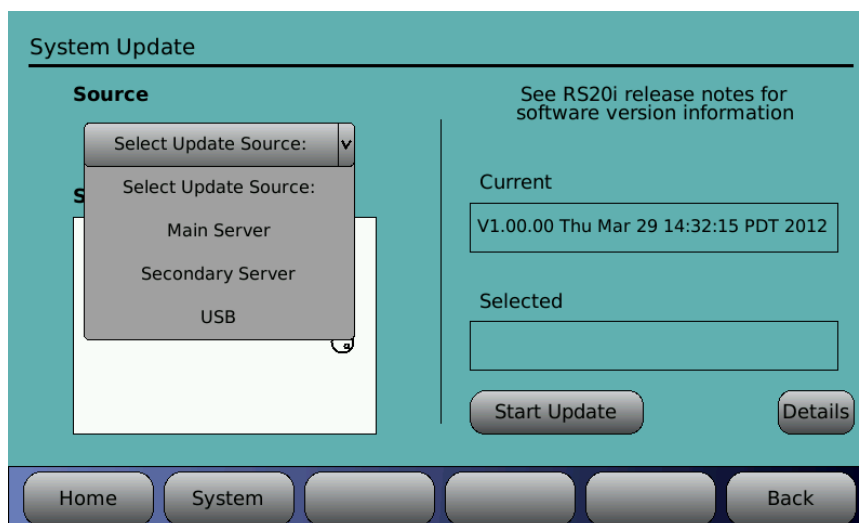 System Update
Source
Select Update Source:
v
S
Select Update Source:
Main Server
Secondary Server
USB
See RS20i release notes for
software version information
Current
V1.00.00 Thu Mar 29 14:32:15 PDT 2012
Selected
Start Update
Details
Home
System
Back